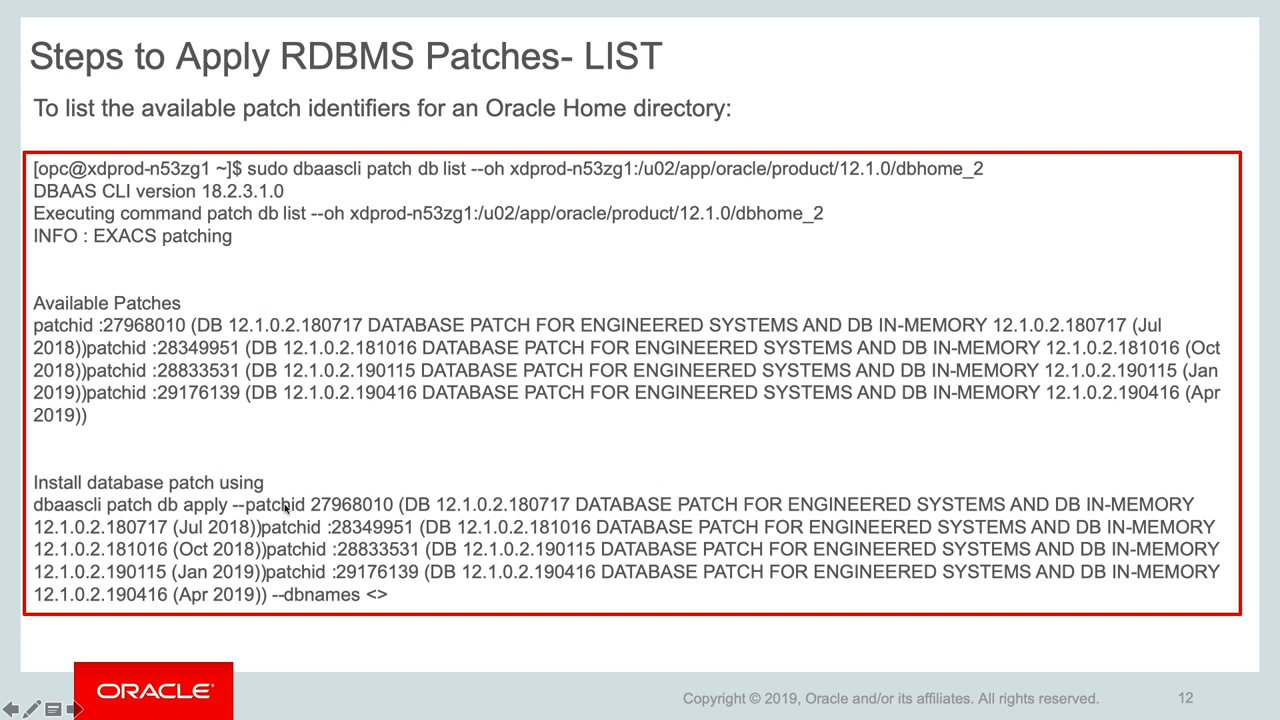 Steps to Apply RDBMS Patches- LIST
To list the available patch identifiers for an Oracle Home directory:
[opc@xdprod-n53zg1 ~]$ sudo dbaascli patch db list --oh xdprod-n53zg1:/u02/app/oracle/product/12.1.0/dbhome_2
DBAAS CLI version 18.2.3.1.0
Executing command patch db list --oh xdprod-n53zg1:/u02/app/oracle/product/12.1.0/dbhome_2
INFO : EXACS patching
Available Patches
patchid :27968010 (DB 12.1.0.2.180717 DATABASE PATCH FOR ENGINEERED SYSTEMS AND DB IN-MEMORY 12.1.0.2.180717 (Jul
2018))patchid :28349951 (DB 12.1.0.2.181016 DATABASE PATCH FOR ENGINEERED SYSTEMS AND DB IN-MEMORY 12.1.0.2.181016 (Oct
2018))patchid :28833531 (DB 12.1.0.2.190115 DATABASE PATCH FOR ENGINEERED SYSTEMS AND DB IN-MEMORY 12.1.0.2.190115 (Jan
2019))patchid :29176139 (DB 12.1.0.2.190416 DATABASE PATCH FOR ENGINEERED SYSTEMS AND DB IN-MEMORY 12.1.0.2.190416 (Apr
2019))
Install database patch using
dbaascli patch db apply --patchid 27968010 (DB 12.1.0.2.180717 DATABASE PATCH FOR ENGINEERED SYSTEMS AND DB IN-MEMORY
12.1.0.2.180717 (Jul 2018))patchid :28349951 (DB 12.1.0.2.181016 DATABASE PATCH FOR ENGINEERED SYSTEMS AND DB IN-MEMORY
12.1.0.2.181016 (Oct 2018))patchid :28833531 (DB 12.1.0.2.190115 DATABASE PATCH FOR ENGINEERED SYSTEMS AND DB IN-MEMORY
12.1.0.2.190115 (Jan 2019))patchid :29176139 (DB 12.1.0.2.190416 DATABASE PATCH FOR ENGINEERED SYSTEMS AND DB IN-MEMORY
12.1.0.2.190416 (Apr 2019)) --dbnames <>
ORACLE®
Copyright © 2019, Oracle and/or its affiliates. All rights reserved.
12